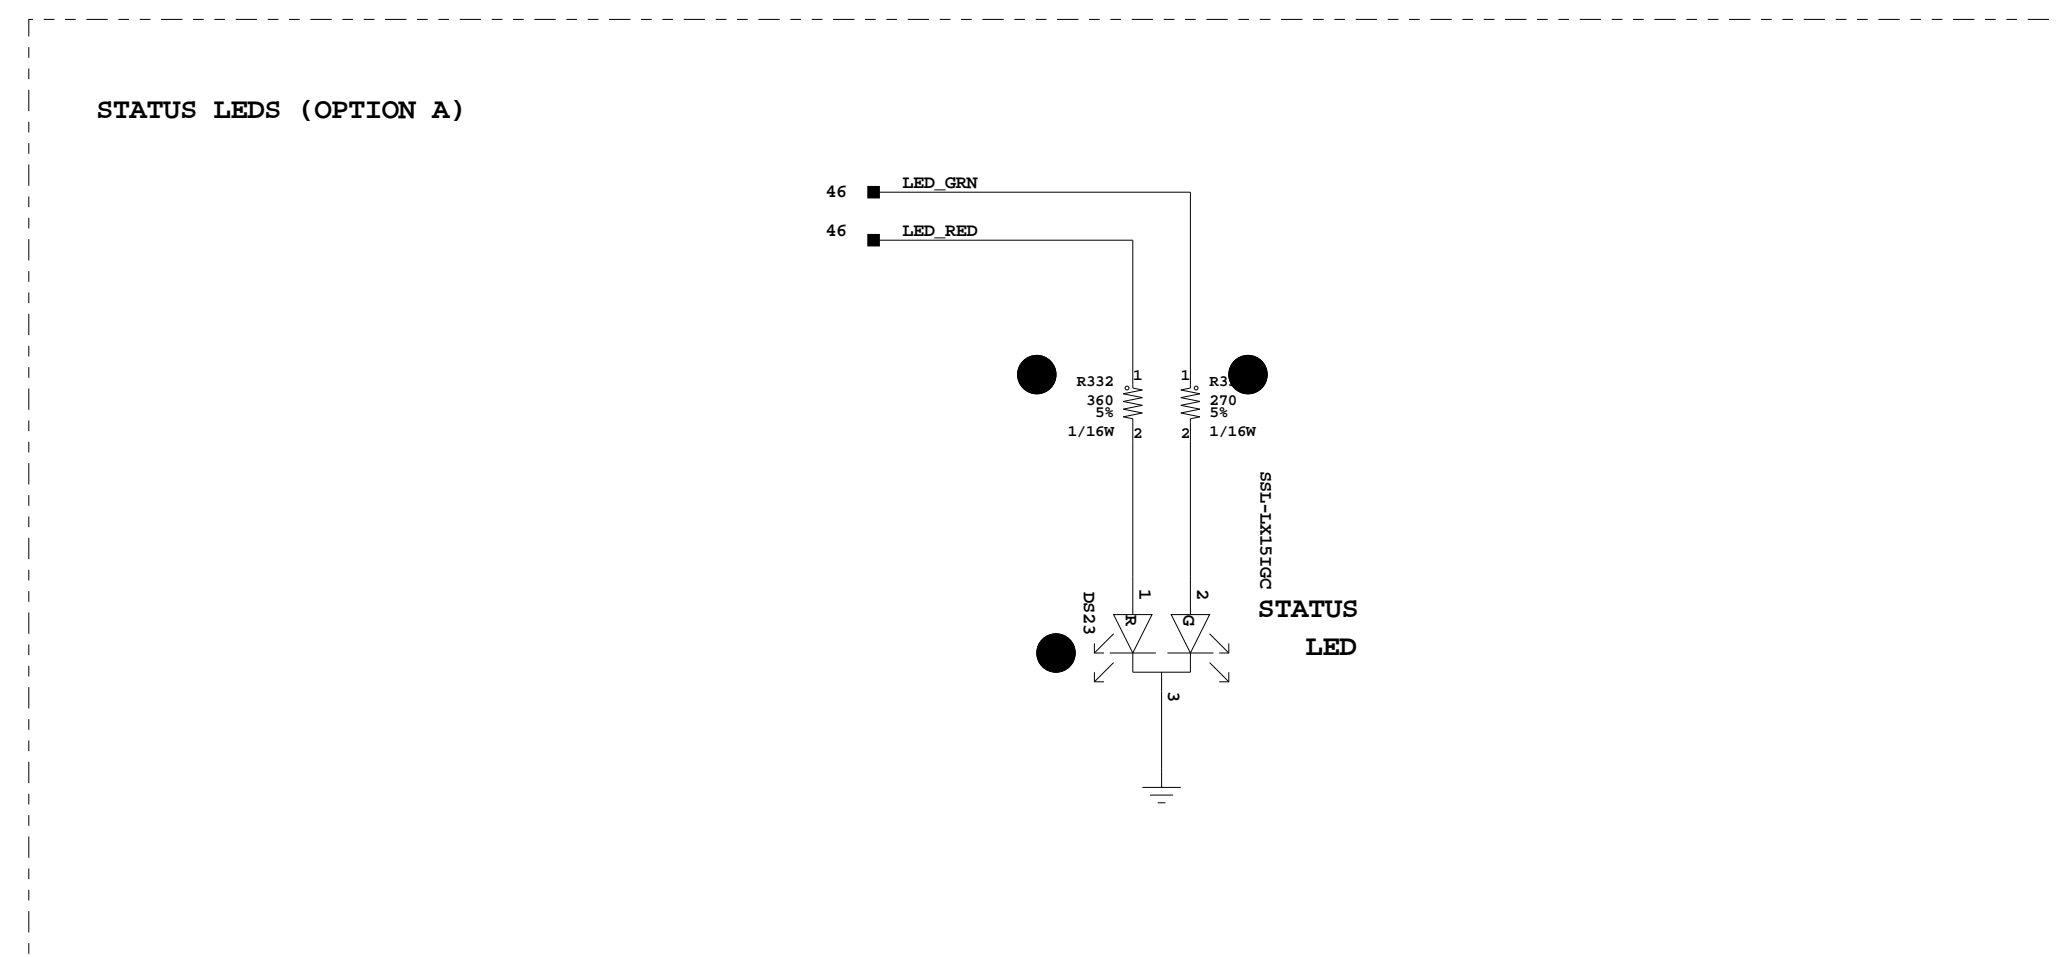 STATUS LEDS (OPTION A)
46
LED_GRN
46
LED_RED
1
1
R332
360
270
5%
5%
1/16W
2
2
1/16W
SSL-LX15IGC
DS23
1
2
STATUS
LED
R
G
3